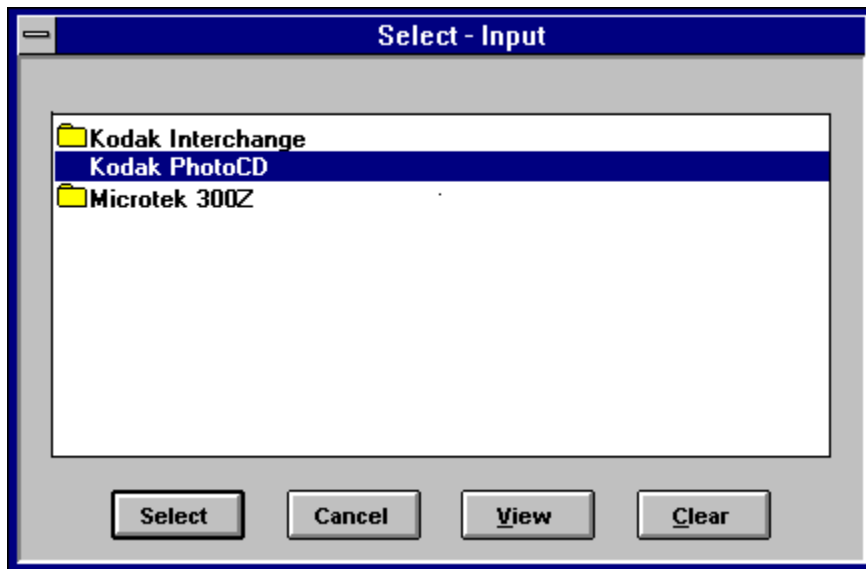 Select - Input
Kodak Interchange
Kodak PhotoCD
Microtek 300Z
Select Cancel View Clear